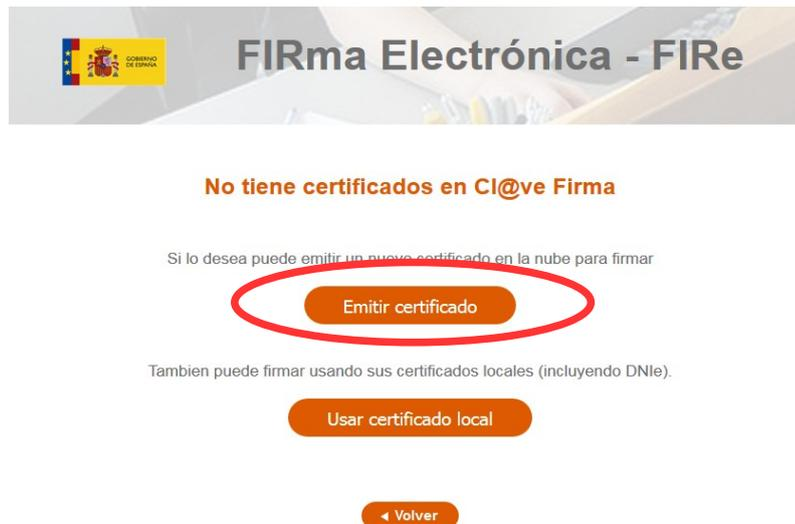 GOBIERNO
DE ESPAÑA
FIRma Electrónica - FIRe
No tiene certificados en Cl@ve Firma
Si lo desea puede emitir un nuevo certificado en la nube para firmar
Emitir certificado
Tambien puede firmar usando sus certificados locales (incluyendo DNIe).
Usar certificado local
Volver